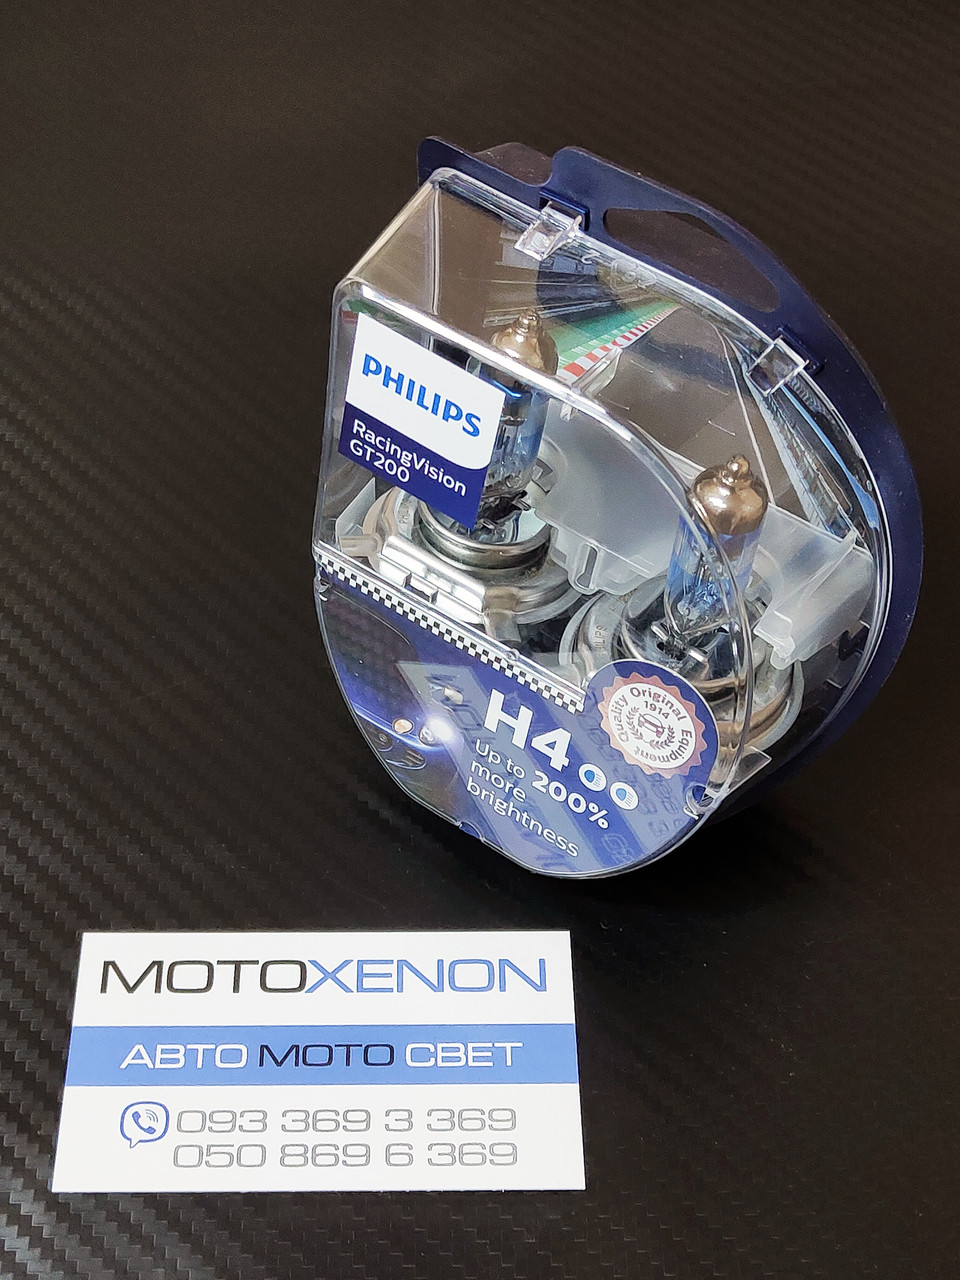 PHILIPS
RacingVision
GT200
H4
up to 200%
more
brightness
Quality Original Equipment
1914
MOTOXENON
АВТО МОТО СВЕТ
093 369 3 369
050 869 6 369